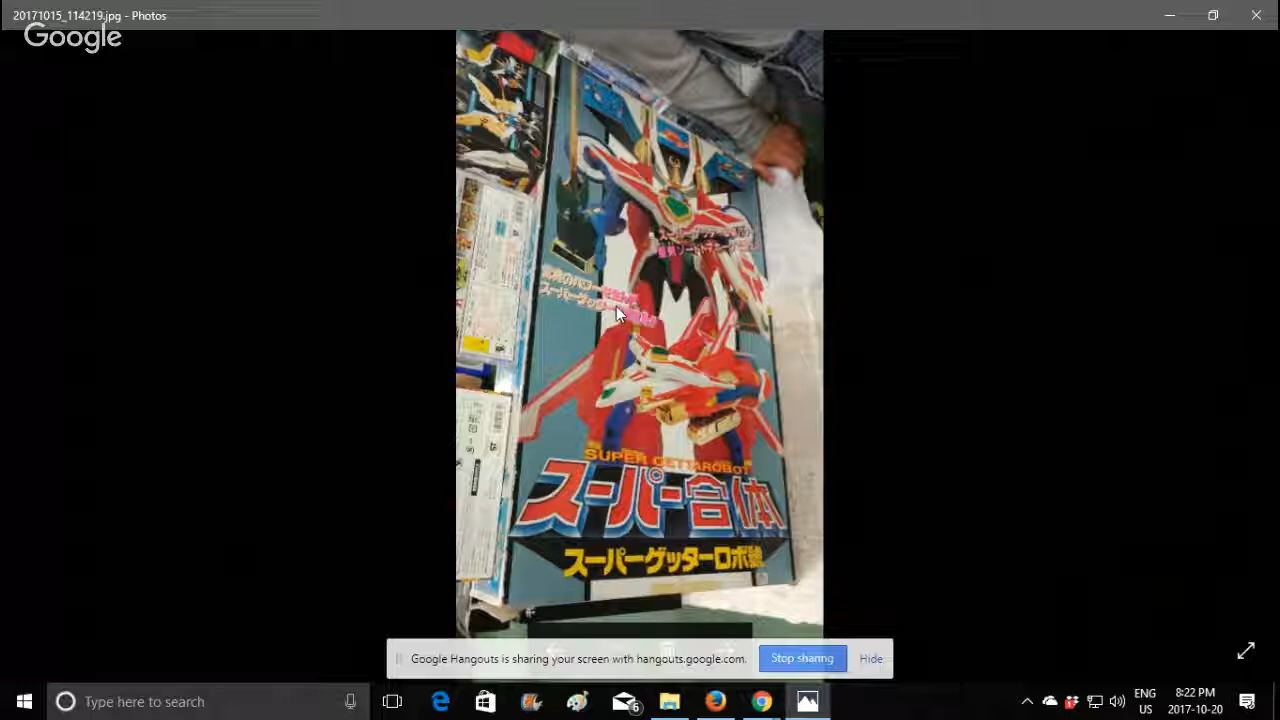 20171015_114219.jpg - Photos
Google
SUPER GETTAROBOT
スーパー合体
スーパーゲッターロボ號
Google Hangouts is sharing your screen with hangouts.google.com.
Stop sharing
Hide
Type here to search
6
ENG
US
8:22 PM
2017-10-20